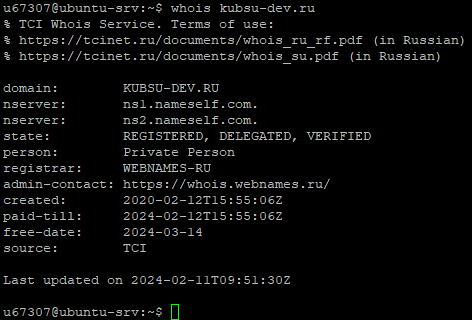 u67307@ubuntu-srv:~$ whois kubsu-dev.ru
% TCI Whois Service. Terms of use:
% https://tcinet.ru/documents/whois_ru_rf.pdf (in Russian)
% https://tcinet.ru/documents/whois_su.pdf (in Russian)

domain:        KUBSU-DEV.RU
nserver:       ns1.nameself.com.
nserver:       ns2.nameself.com.
state:         REGISTERED, DELEGATED, VERIFIED
person:        Private Person
registrar:     WEBNAMES-RU
admin-contact: https://whois.webnames.ru/
created:       2020-02-12T15:55:06Z
paid-till:     2024-02-12T15:55:06Z
free-date:     2024-03-14
source:        TCI

Last updated on 2024-02-11T09:51:30Z

u67307@ubuntu-srv:~$